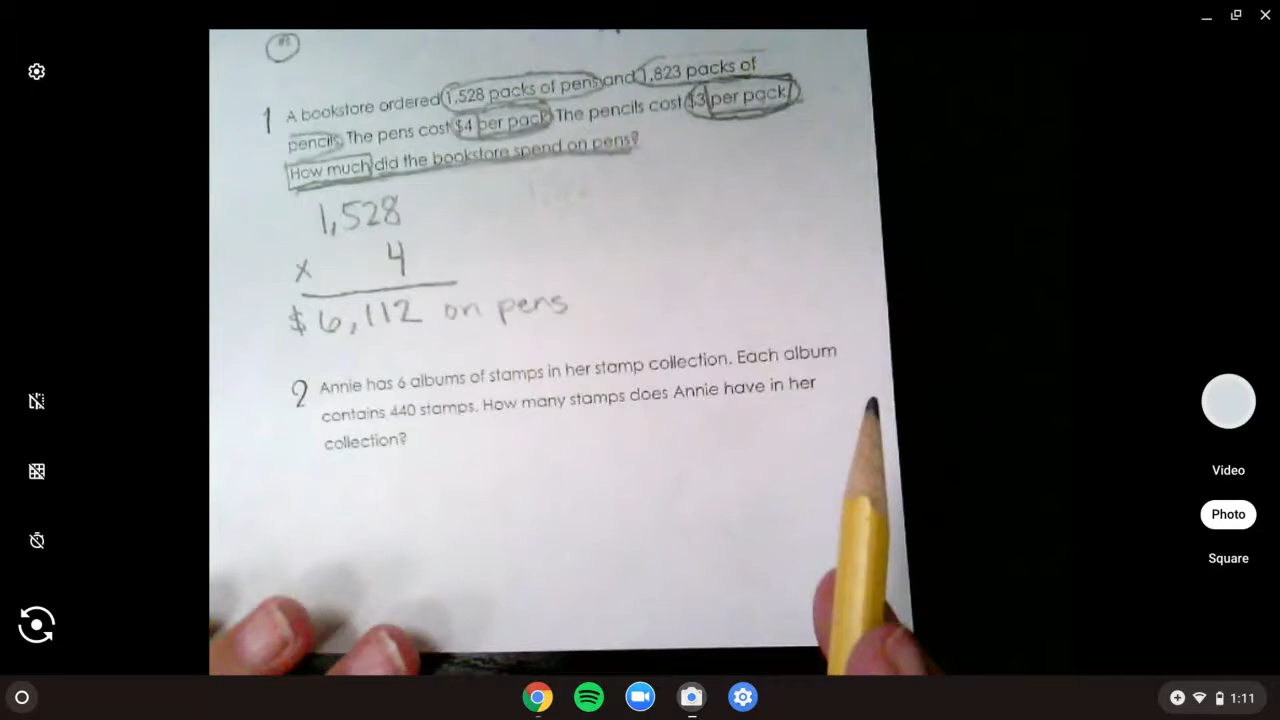 #5
1 A bookstore ordered 1,528 packs of pens and 1,823 packs of
pencils. The pens cost $4 per pack. The pencils cost $3 per pack.
How much did the bookstore spend on pens?
1,528
x 4
$6,112 on pens
2 Annie has 6 albums of stamps in her stamp collection. Each album
contains 440 stamps. How many stamps does Annie have in her
collection?
Video
Photo
Square
1:11